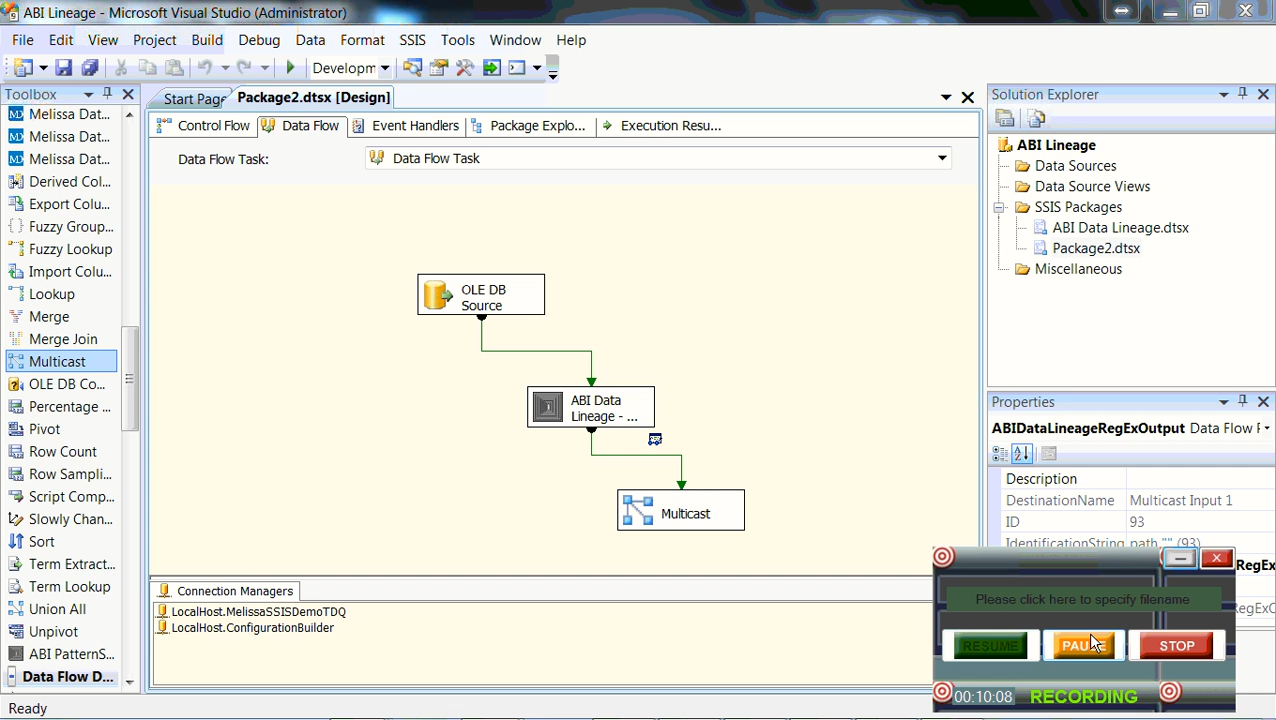 ABI Lineage - Microsoft Visual Studio (Administrator)
File Edit View Project Build Debug Data Format SSIS Tools Window Help
Developm
Toolbox
Start Page Package2.dtsx [Design]
Solution Explorer
Control Flow Data Flow Event Handlers Package Explo... Execution Resu...
Data Flow Task: Data Flow Task
Melissa Dat...
Melissa Dat...
Melissa Dat...
Derived Col...
Export Colu...
Fuzzy Group...
Fuzzy Lookup
Import Colu...
Lookup
Merge
Merge Join
Multicast
OLE DB Co...
Percentage ...
Pivot
Row Count
Row Sampli...
Script Comp...
Slowly Chan...
Sort
Term Extract...
Term Lookup
Union All
Unpivot
ABI PatternS...
Data Flow D...
OLE DB
Source
ABI Data
Lineage - ...
Multicast
Connection Managers
LocalHost.MelissaSSISDemoTDQ
LocalHost.ConfigurationBuilder
ABI Lineage
Data Sources
Data Source Views
SSIS Packages
ABI Data Lineage.dtsx
Package2.dtsx
Miscellaneous
Properties
ABIDataLineageRegExOutput Data Flow
Description
DestinationName Multicast Input 1
ID 93
IdentificationString path "" (93)
Please click here to specify filename
RESUME PAUSE STOP
00:10:08 RECORDING
Ready